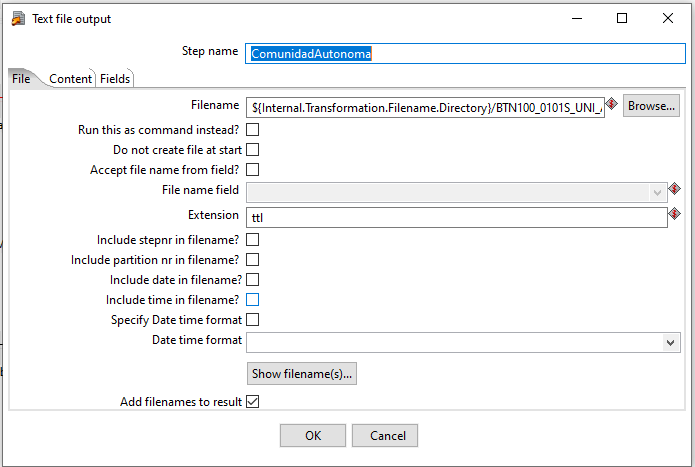 Text file output
Step name ComunidadAutonoma
File Content Fields
Filename ${Internal.Transformation.Filename.Directory}/BTN100_0101S_UNI_ Browse...
Run this as command instead?
Do not create file at start
Accept file name from field?
File name field
Extension ttl
Include stepnr in filename?
Include partition nr in filename?
Include date in filename?
Include time in filename?
Specify Date time format
Date time format
Show filename(s)...
Add filenames to result
OK Cancel